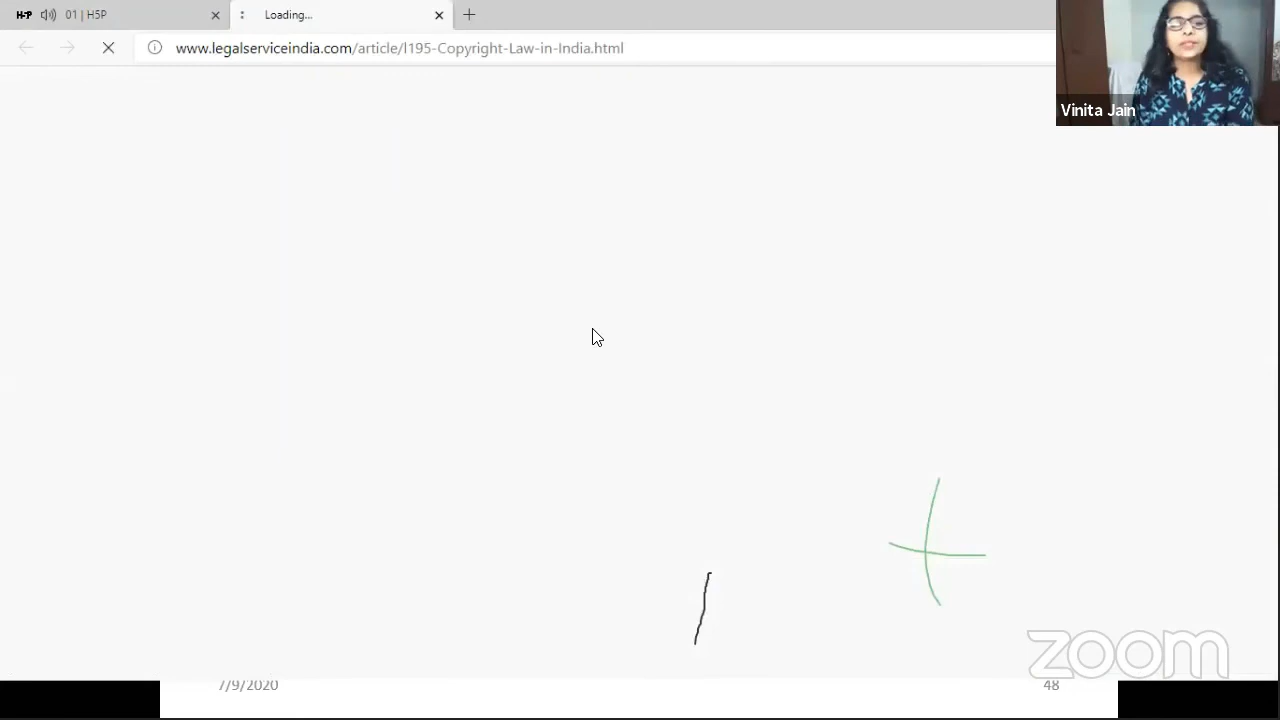 H-P 01 | H5P
Loading...
www.legalserviceindia.com/article/l195-Copyright-Law-in-India.html
Vinita Jain
zoom
7/9/2020
48